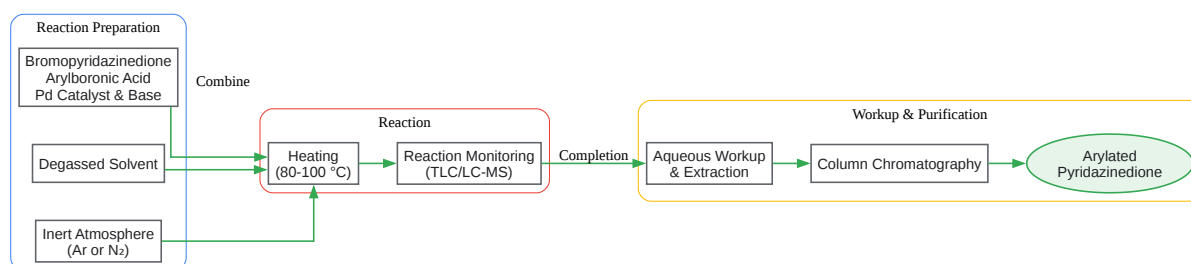 Reaction Preparation
Bromopyridazinedione
Arylboronic Acid
Pd Catalyst & Base
Combine
Degassed Solvent
Inert Atmosphere
(Ar or N₂)
Reaction
Heating
(80-100 °C)
Reaction Monitoring
(TLC/LC-MS)
Completion
Workup & Purification
Aqueous Workup
& Extraction
Column Chromatography
Arylated
Pyridazinedione